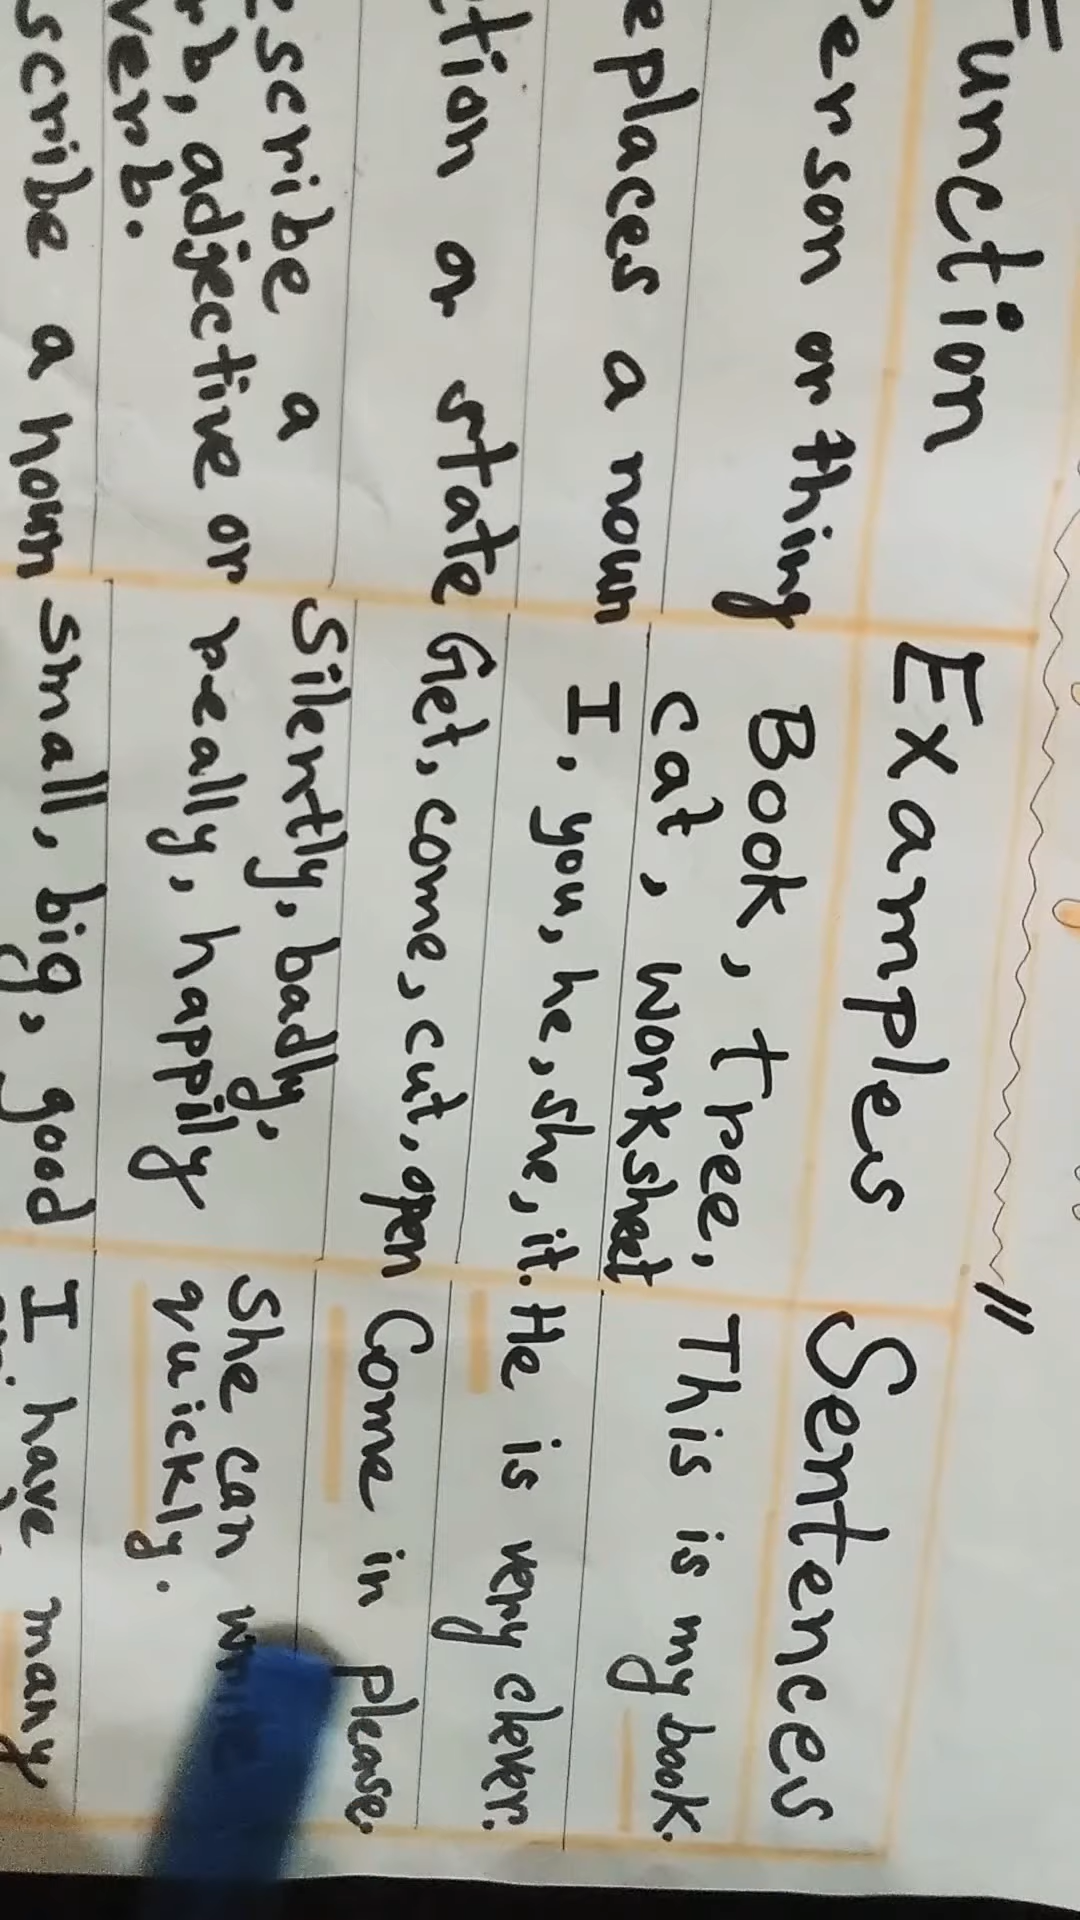 Function Examples Sentences
erson or thing Book, tree, This is my book.
cat, worksheet
eplaces a noun I, you, he, she, it. He is very clever.
tion or state Get, come, cut, open Come in please.
scribe a Silently, badly, She can
rb, adjective or really, happily quickly.
verb.
scribe a noun small, big, good I have many